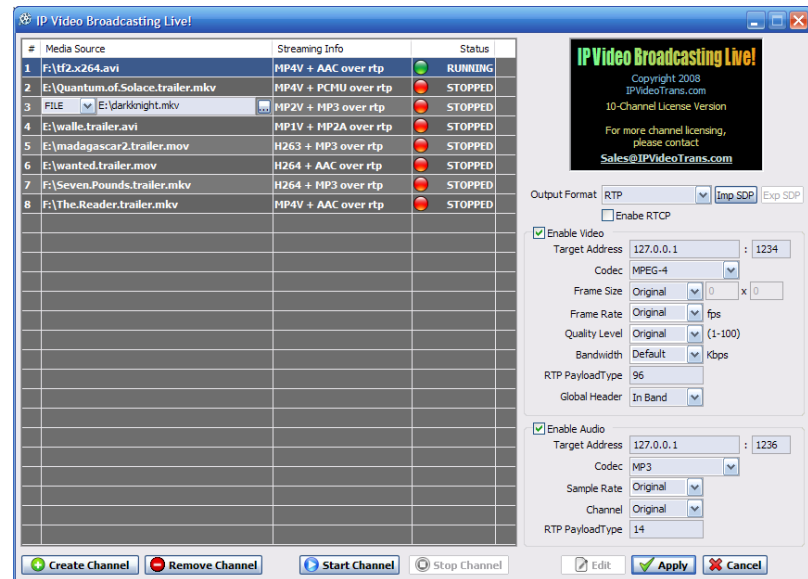 IP Video Broadcasting Live!
# Media Source Streaming Info Status
1 F:\tf2.x264.avi MP4V + AAC over rtp RUNNING
2 E:\Quantum.of.Solace.trailer.mkv MP4V + PCMU over rtp STOPPED
3 FILE E:\darkknight.mkv ... MP2V + MP3 over rtp STOPPED
4 E:\walle.trailer.avi MP1V + MP2A over rtp STOPPED
5 E:\madagascar2.trailer.mov H263 + MP3 over rtp STOPPED
6 E:\wanted.trailer.mov H264 + AAC over rtp STOPPED
7 F:\Seven.Pounds.trailer.mkv H264 + MP3 over rtp STOPPED
8 F:\The.Reader.trailer.mkv MP4V + AAC over rtp STOPPED
Create Channel Remove Channel Start Channel Stop Channel
IPVideo Broadcasting Live!
Copyright 2008
IPVideoTrans.com
10-Channel License Version
For more channel licensing,
please contact
Sales@IPVideoTrans.com
Output Format RTP Imp SDP Exp SDP
Enabe RTCP
Enable Video
Target Address 127.0.0.1 : 1234
Codec MPEG-4
Frame Size Original 0 x 0
Frame Rate Original fps
Quality Level Original (1-100)
Bandwidth Default Kbps
RTP PayloadType 96
Global Header In Band
Enable Audio
Target Address 127.0.0.1 : 1236
Codec MP3
Sample Rate Original
Channel Original
RTP PayloadType 14
Edit Apply Cancel